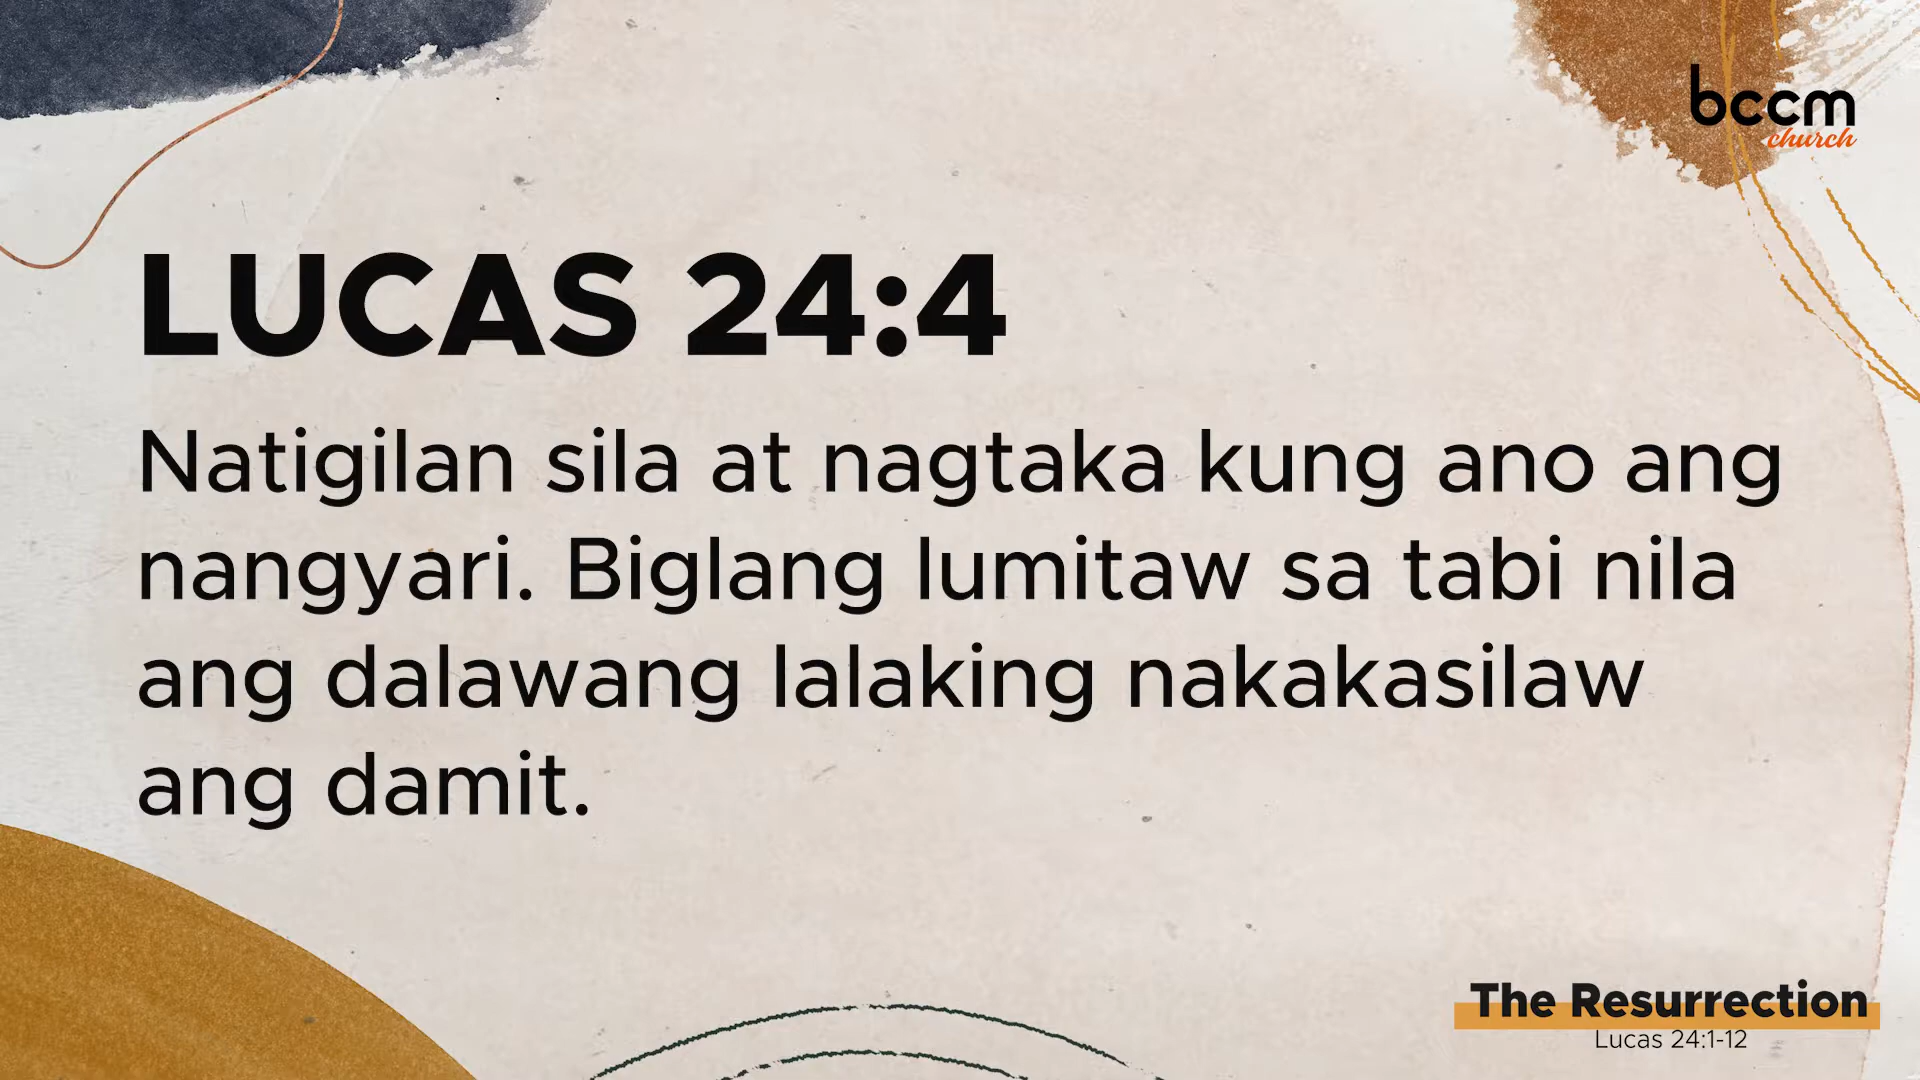 bccm
church
LUCAS 24:4
Natigilan sila at nagtaka kung ano ang
nangyari. Biglang lumitaw sa tabi nila
ang dalawang lalaking nakakasilaw
ang damit.
The Resurrection
Lucas 24:1-12